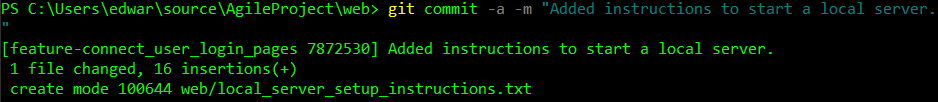 PS C:\Users\edwar\source\AgileProject\web> git commit -a -m "Added instructions to start a local server.
"
[feature-connect_user_login_pages 7872530] Added instructions to start a local server.
 1 file changed, 16 insertions(+)
 create mode 100644 web/local_server_setup_instructions.txt